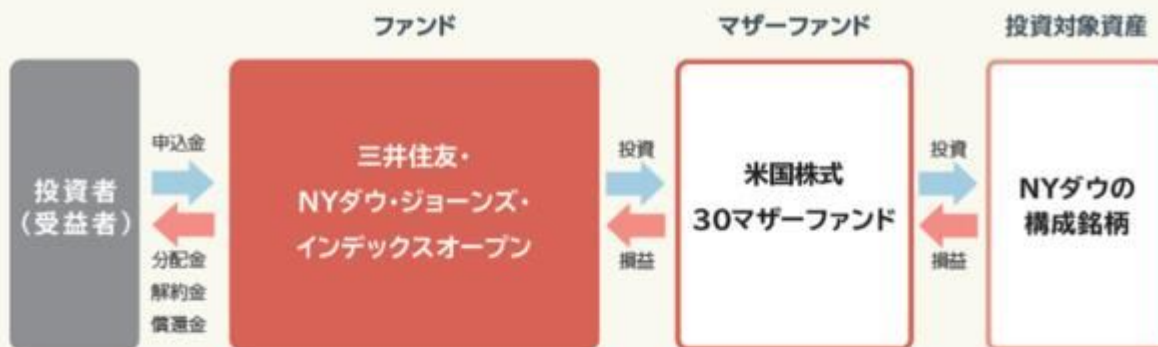 ファンド
マザーファンド
投資対象資産
投資者
（受益者）
申込金
分配金
解約金
償還金
三井住友・
NYダウ・ジョーンズ・
インデックスオープン
投資
損益
米国株式
30マザーファンド
投資
損益
NYダウの
構成銘柄